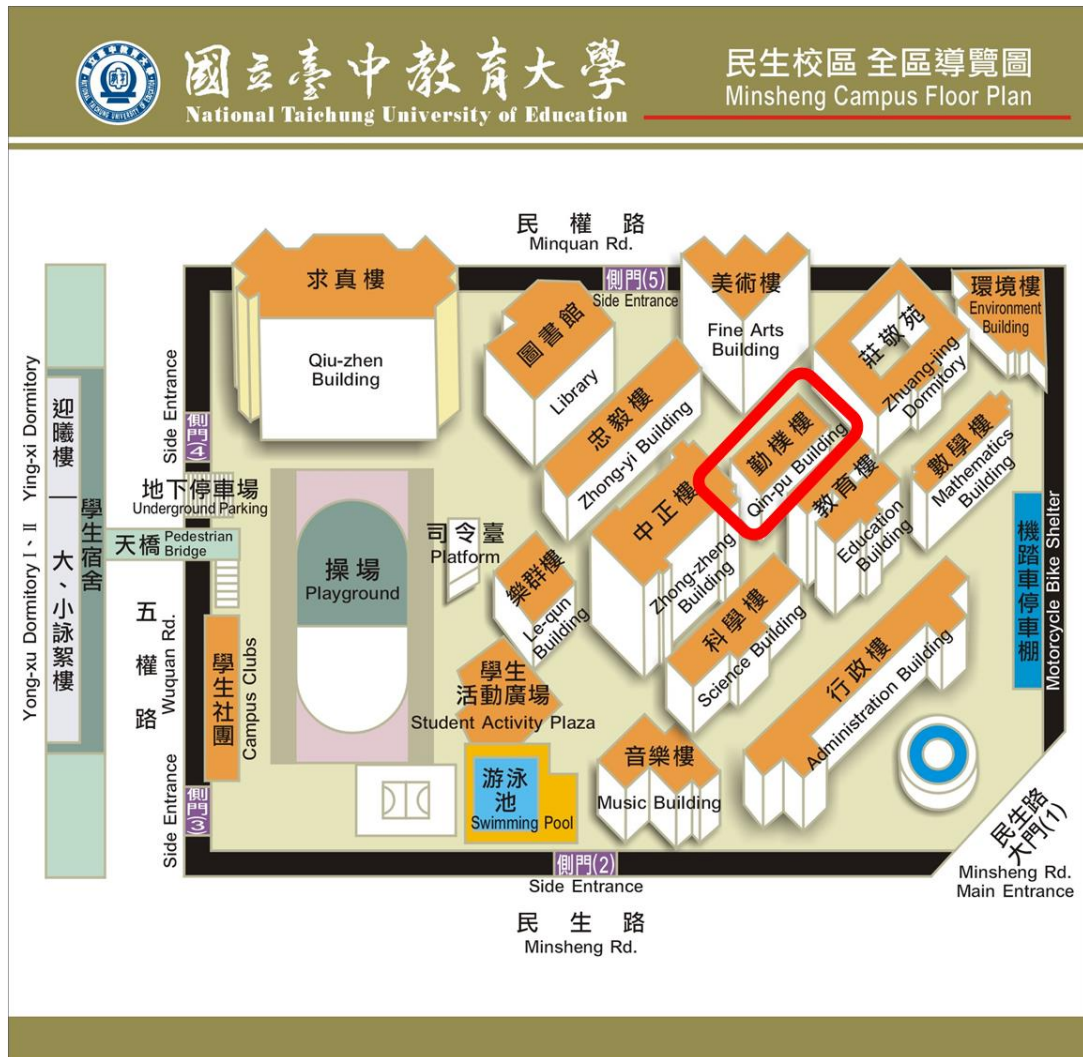 國立臺中教育大學
National Taichung University of Education
民生校區 全區導覽圖
Minsheng Campus Floor Plan
民權路
Minquan Rd.
求真樓
Qiu-zhen
Building
側門(5)
Side Entrance
圖書館
Library
美術樓
Fine Arts
Building
莊敬苑
Zhuang-jing
Dormitory
環境樓
Environment
Building
忠毅樓
Zhong-yi Building
勤樸樓
Qin-pu Building
數學樓
Mathematics
Building
中正樓
Zhong-zheng
Building
教育樓
Education
Building
機踏車停車棚
Motorcycle Bike Shelter
Ying-xi Dormitory
Yong-xu Dormitory I、II
迎曦樓
大、小詠絮樓
學生宿舍
Side Entrance
側門(4)
地下停車場
Underground Parking
天橋
Pedestrian
Bridge
五權路
Wuquan Rd.
學生社團
Campus Clubs
側門(3)
Side Entrance
操場
Playground
司令臺
Platform
樂群樓
Le-qun
Building
科學樓
Science Building
行政樓
Administration Building
學生
活動廣場
Student Activity Plaza
游泳
池
Swimming Pool
音樂樓
Music Building
側門(2)
Side Entrance
民生路
Minsheng Rd.
民生路
大門(1)
Minsheng Rd.
Main Entrance